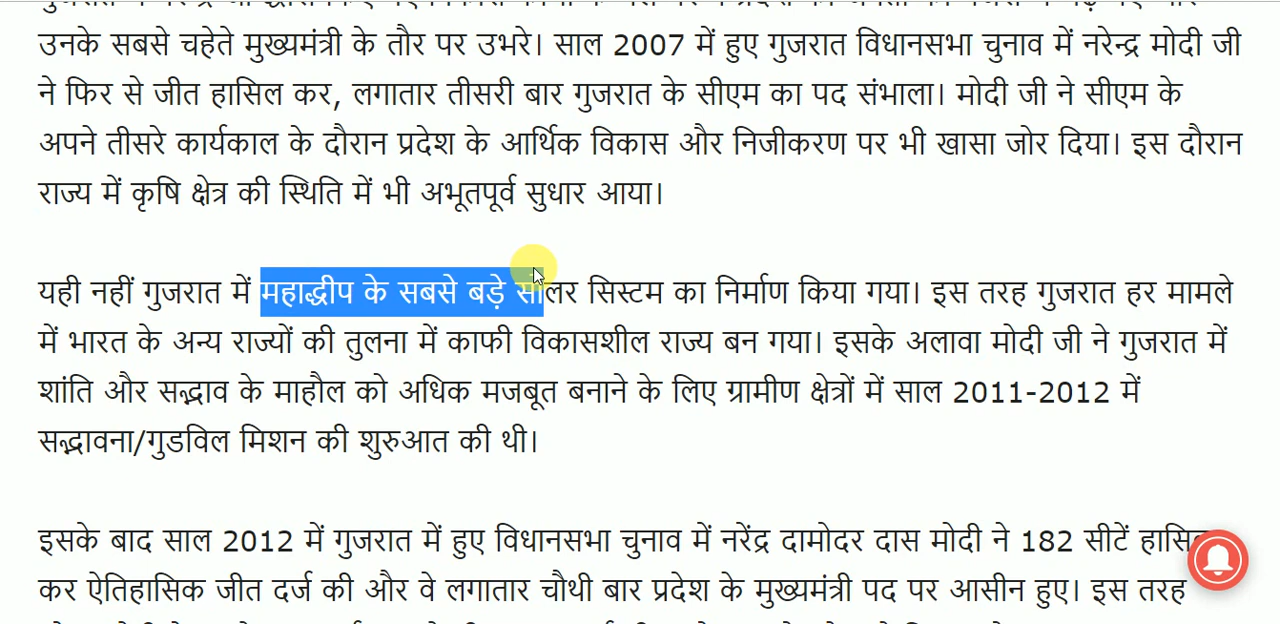 उनके सबसे चहेते मुख्यमंत्री के तौर पर उभरे। साल 2007 में हुए गुजरात विधानसभा चुनाव में नरेन्द्र मोदी जी
ने फिर से जीत हासिल कर, लगातार तीसरी बार गुजरात के सीएम का पद संभाला। मोदी जी ने सीएम के
अपने तीसरे कार्यकाल के दौरान प्रदेश के आर्थिक विकास और निजीकरण पर भी खासा जोर दिया। इस दौरान
राज्य में कृषि क्षेत्र की स्थिति में भी अभूतपूर्व सुधार आया।
यही नहीं गुजरात में महाद्धीप के सबसे बड़े सोलर सिस्टम का निर्माण किया गया। इस तरह गुजरात हर मामले
में भारत के अन्य राज्यों की तुलना में काफी विकासशील राज्य बन गया। इसके अलावा मोदी जी ने गुजरात में
शांति और सद्भाव के माहौल को अधिक मजबूत बनाने के लिए ग्रामीण क्षेत्रों में साल 2011-2012 में
सद्भावना/गुडविल मिशन की शुरुआत की थी।
इसके बाद साल 2012 में गुजरात में हुए विधानसभा चुनाव में नरेंद्र दामोदर दास मोदी ने 182 सीटें
कर ऐतिहासिक जीत दर्ज की और वे लगातार चौथी बार प्रदेश के मुख्यमंत्री पद पर आसीन हुए। इस तरह